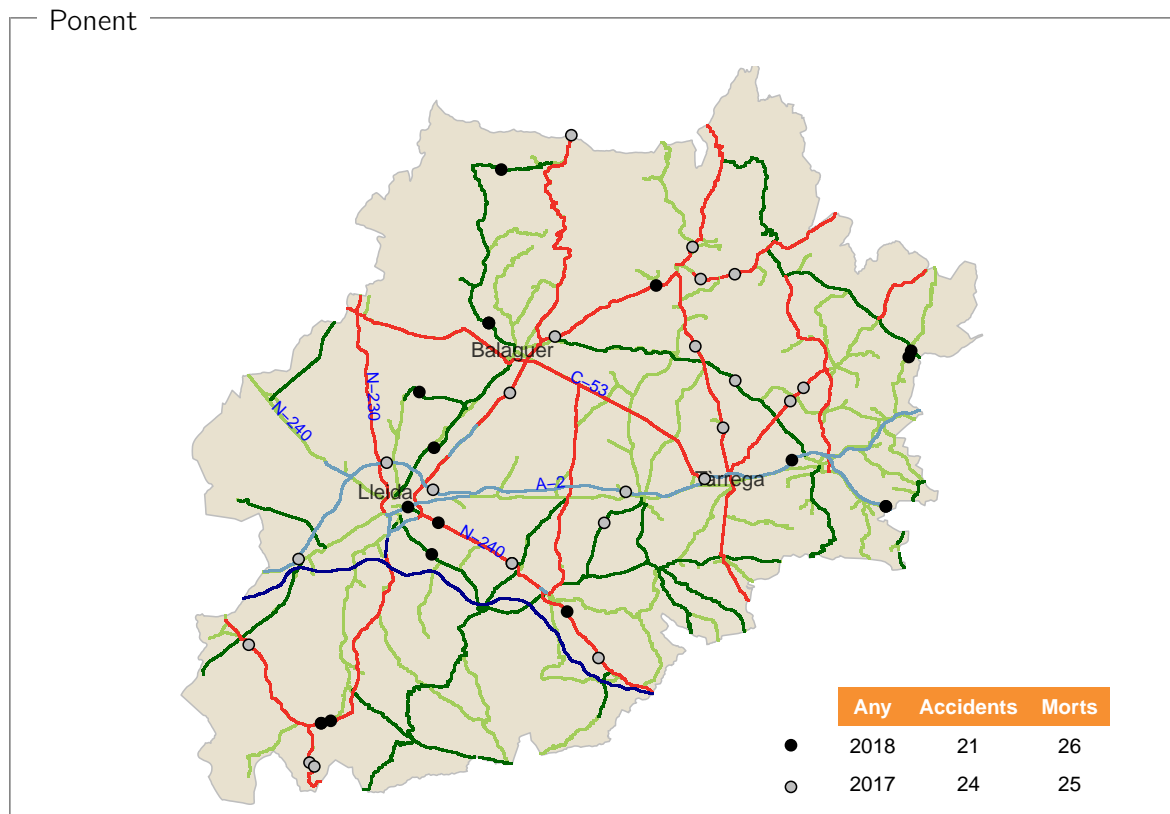 Ponent
Balaguer
C–53
N–230
N–240
Lleida
A–2
Tàrrega
N–240
Any Accidents Morts
2018 21 26
2017 24 25